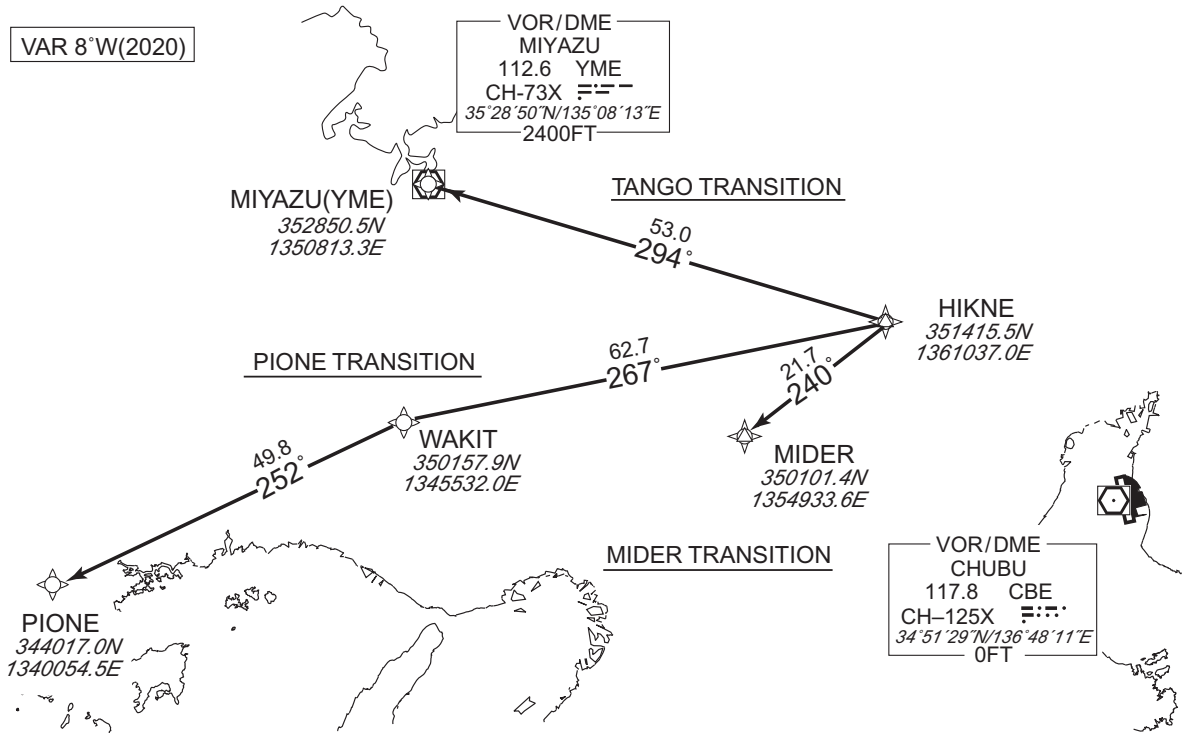 VAR 8°W(2020)
VOR/DME
MIYAZU
112.6 YME
CH-73X
35°28´50˝N/135°08´13˝E
2400FT
MIYAZU(YME)
352850.5N
1350813.3E
TANGO TRANSITION
53.0
294°
HIKNE
351415.5N
1361037.0E
PIONE TRANSITION
62.7
267°
21.7
240°
WAKIT
350157.9N
1345532.0E
49.8
252°
MIDER
350101.4N
1354933.6E
MIDER TRANSITION
PIONE
344017.0N
1340054.5E
VOR/DME
CHUBU
117.8 CBE
CH–125X
34°51´29˝N/136°48´11˝E
0FT